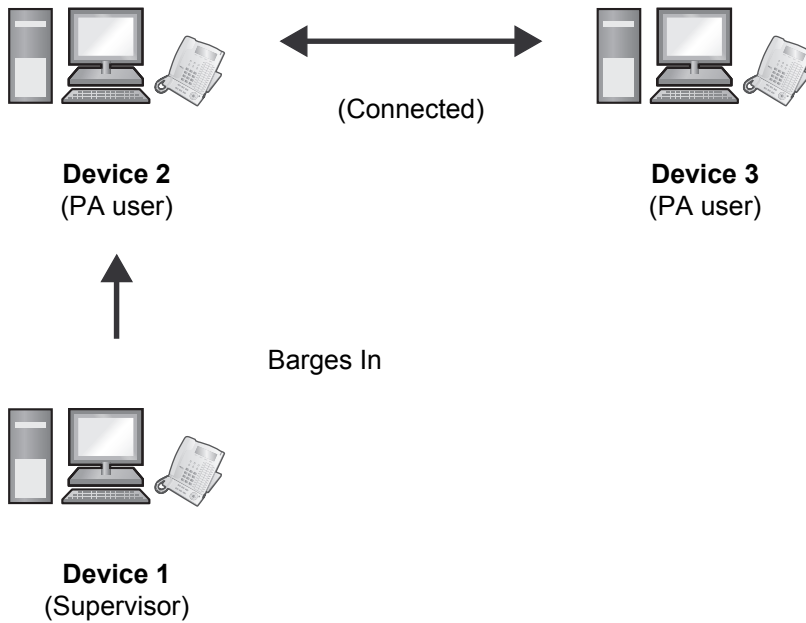 (Connected)
Device 2
(PA user)
Device 3
(PA user)
Barges In
Device 1
(Supervisor)